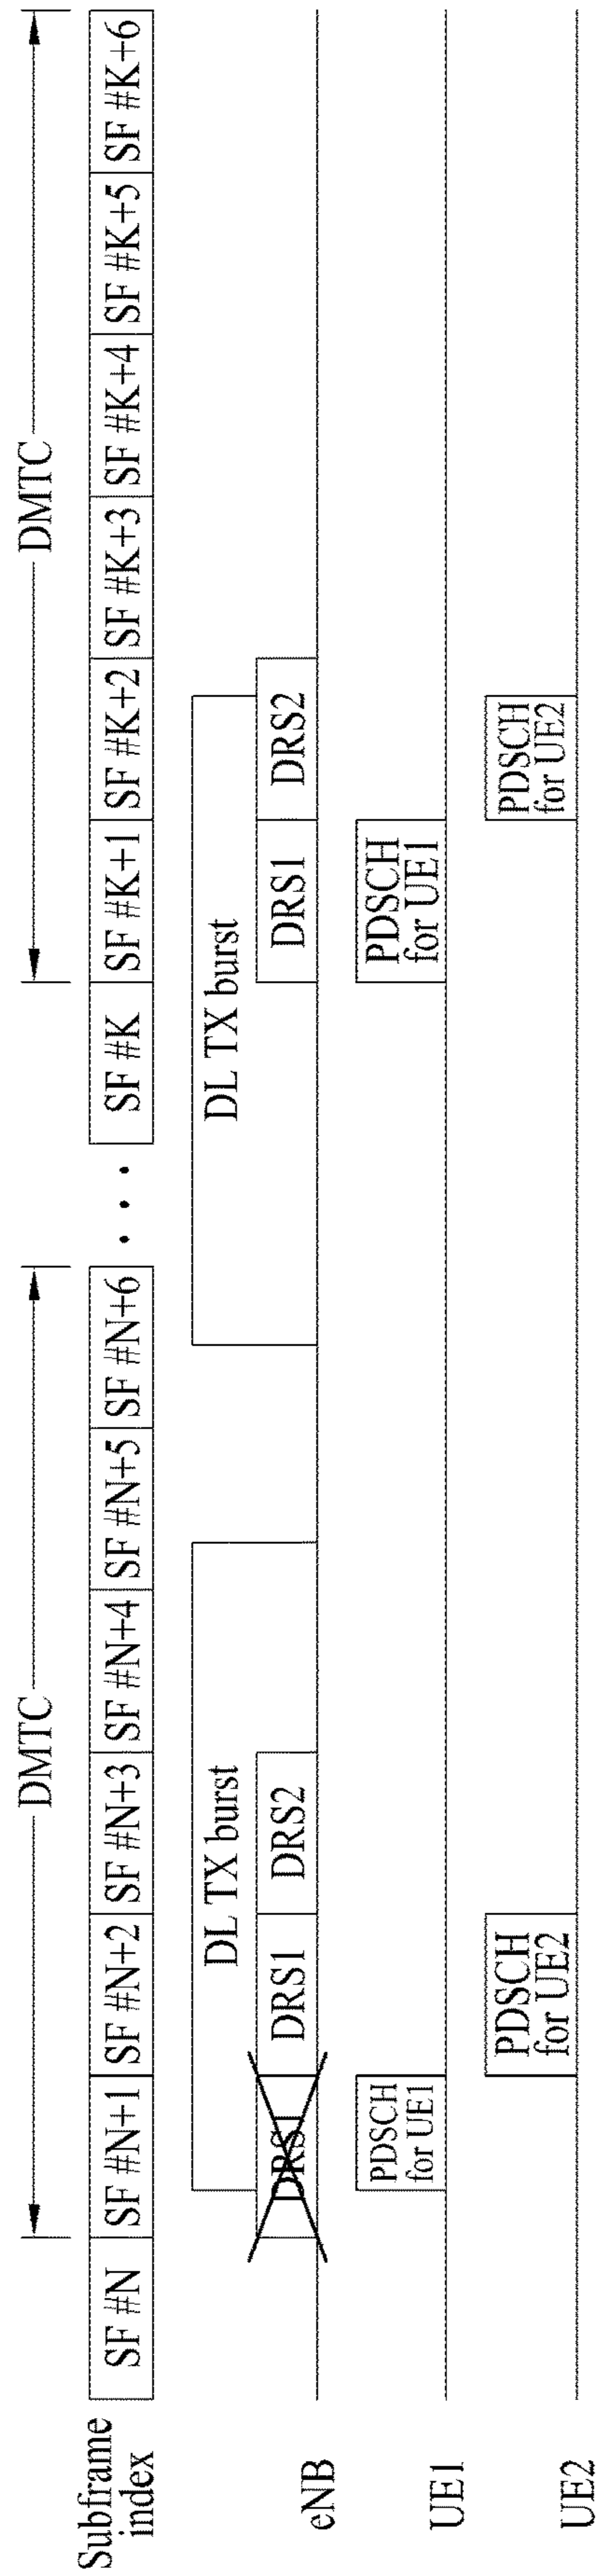 DMTC
DMTC
Subframe
index
SF #N
SF #N+1
SF #N+2
SF #N+3
SF #N+4
SF #N+5
SF #N+6
• • •
SF #K
SF #K+1
SF #K+2
SF #K+3
SF #K+4
SF #K+5
SF #K+6
DL TX burst
DL TX burst
eNB
DRS1
DRS1
DRS2
DRS1
DRS2
UE1
PDSCH
for UE1
PDSCH
for UE1
UE2
PDSCH
for UE2
PDSCH
for UE2